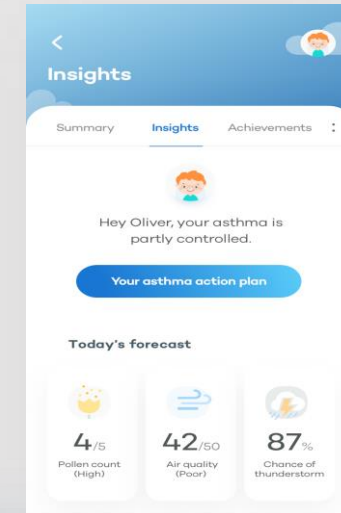 Insights
Summary Insights Achievements
Hey Oliver, your asthma is
partly controlled.
Your asthma action plan
Today's forecast
4/5
Pollen count
(High)
42/50
Air quality
(Poor)
87%
Chance of
thunderstorm